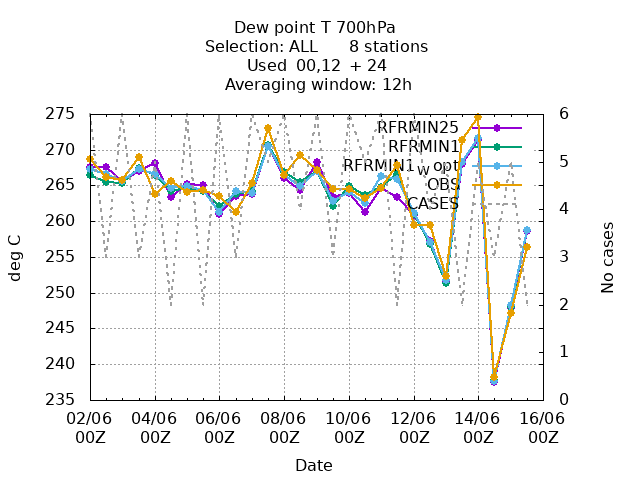 Dew point T 700hPa
Selection: ALL 8 stations
Used 00,12 + 24
Averaging window: 12h
275 6
RFRMIN25
270
RFRMIN1
5
RFRMIN1_w opt
265
OBS
4
CASES
260
deg C
255 3
No cases
250
2
245
240 1
235 0
02/06 04/06 06/06 08/06 10/06 12/06 14/06 16/06
00Z 00Z 00Z 00Z 00Z 00Z 00Z 00Z
Date